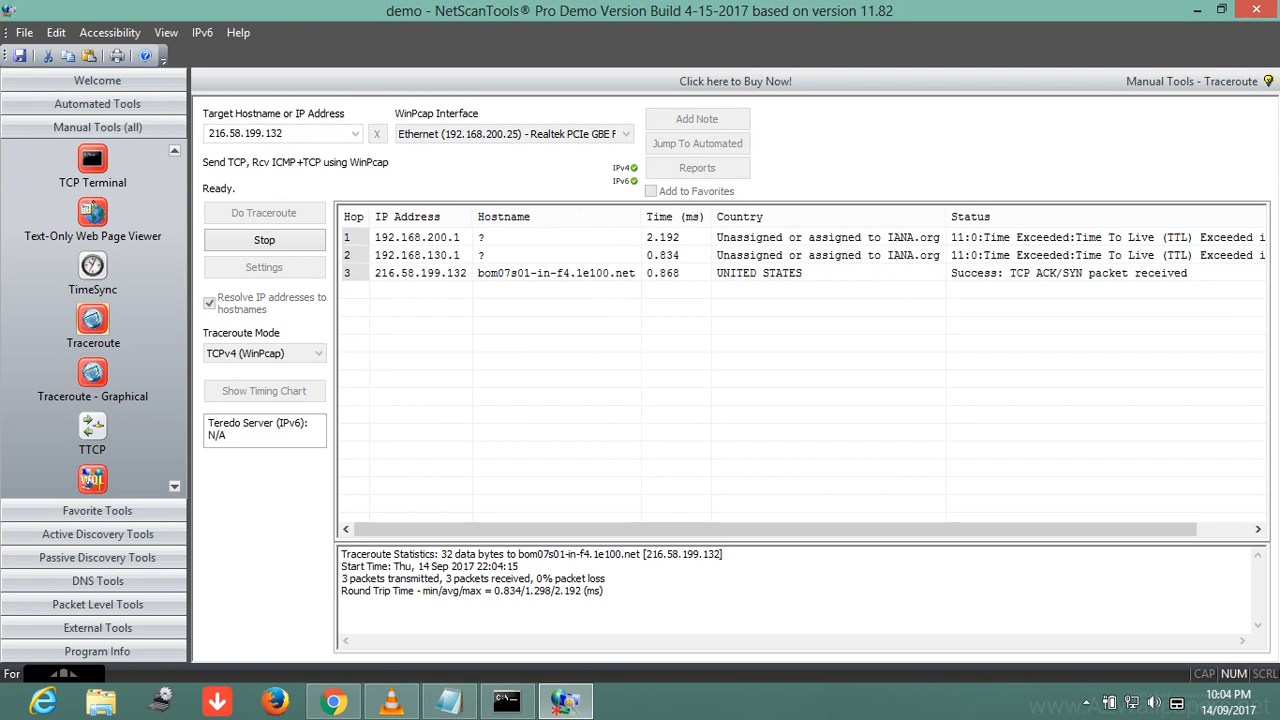 demo - NetScanTools® Pro Demo Version Build 4-15-2017 based on version 11.82
File Edit Accessibility View IPv6 Help
Welcome
Automated Tools
Manual Tools (all)
TCP Terminal
Text-Only Web Page Viewer
TimeSync
Traceroute
Traceroute - Graphical
TTCP
WOL
Favorite Tools
Active Discovery Tools
Passive Discovery Tools
DNS Tools
Packet Level Tools
External Tools
Program Info
Click here to Buy Now!
Manual Tools - Traceroute
Target Hostname or IP Address
216.58.199.132
X
WinPcap Interface
Ethernet (192.168.200.25) - Realtek PCIe GBE F
Add Note
Jump To Automated
Reports
Add to Favorites
Send TCP, Rcv ICMP+TCP using WinPcap
IPv4
IPv6
Ready.
Do Traceroute
Stop
Settings
Resolve IP addresses to
hostnames
Traceroute Mode
TCPv4 (WinPcap)
Show Timing Chart
Teredo Server (IPv6):
N/A
Hop IP Address Hostname Time (ms) Country Status
1 192.168.200.1 ? 2.192 Unassigned or assigned to IANA.org 11:0:Time Exceeded:Time To Live (TTL) Exceeded i
2 192.168.130.1 ? 0.834 Unassigned or assigned to IANA.org 11:0:Time Exceeded:Time To Live (TTL) Exceeded i
3 216.58.199.132 bom07s01-in-f4.1e100.net 0.868 UNITED STATES Success: TCP ACK/SYN packet received
Traceroute Statistics: 32 data bytes to bom07s01-in-f4.1e100.net [216.58.199.132]
Start Time: Thu, 14 Sep 2017 22:04:15
3 packets transmitted, 3 packets received, 0% packet loss
Round Trip Time - min/avg/max = 0.834/1.298/2.192 (ms)
For
CAP NUM SCRL
10:04 PM
14/09/2017